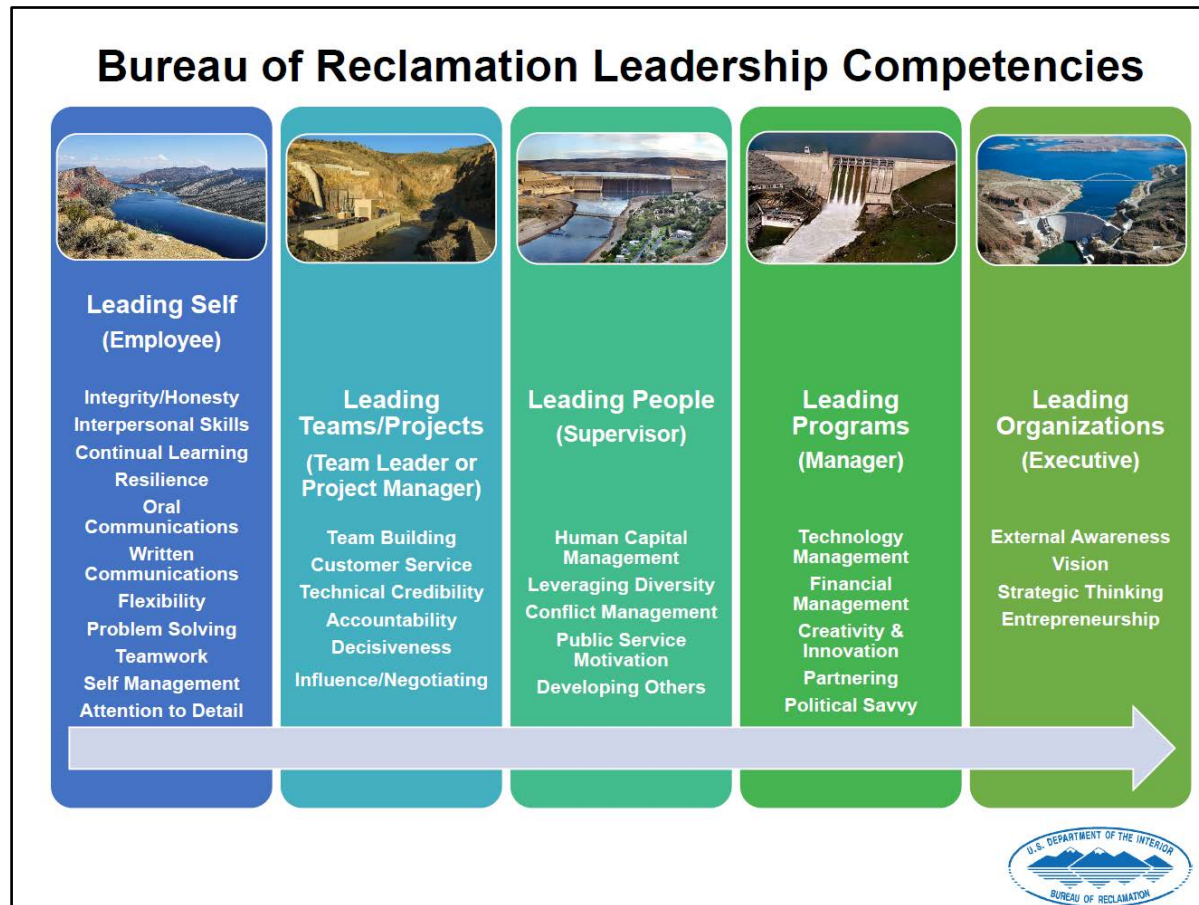 Bureau of Reclamation Leadership Competencies
Leading Self
(Employee)
Integrity/Honesty
Interpersonal Skills
Continual Learning
Resilience
Oral
Communications
Written
Communications
Flexibility
Problem Solving
Teamwork
Self Management
Attention to Detail
Leading
Teams/Projects
(Team Leader or
Project Manager)
Team Building
Customer Service
Technical Credibility
Accountability
Decisiveness
Influence/Negotiating
Leading People
(Supervisor)
Human Capital
Management
Leveraging Diversity
Conflict Management
Public Service
Motivation
Developing Others
Leading
Programs
(Manager)
Technology
Management
Financial
Management
Creativity &
Innovation
Partnering
Political Savvy
Leading
Organizations
(Executive)
External Awareness
Vision
Strategic Thinking
Entrepreneurship
U.S. DEPARTMENT OF THE INTERIOR
BUREAU OF RECLAMATION